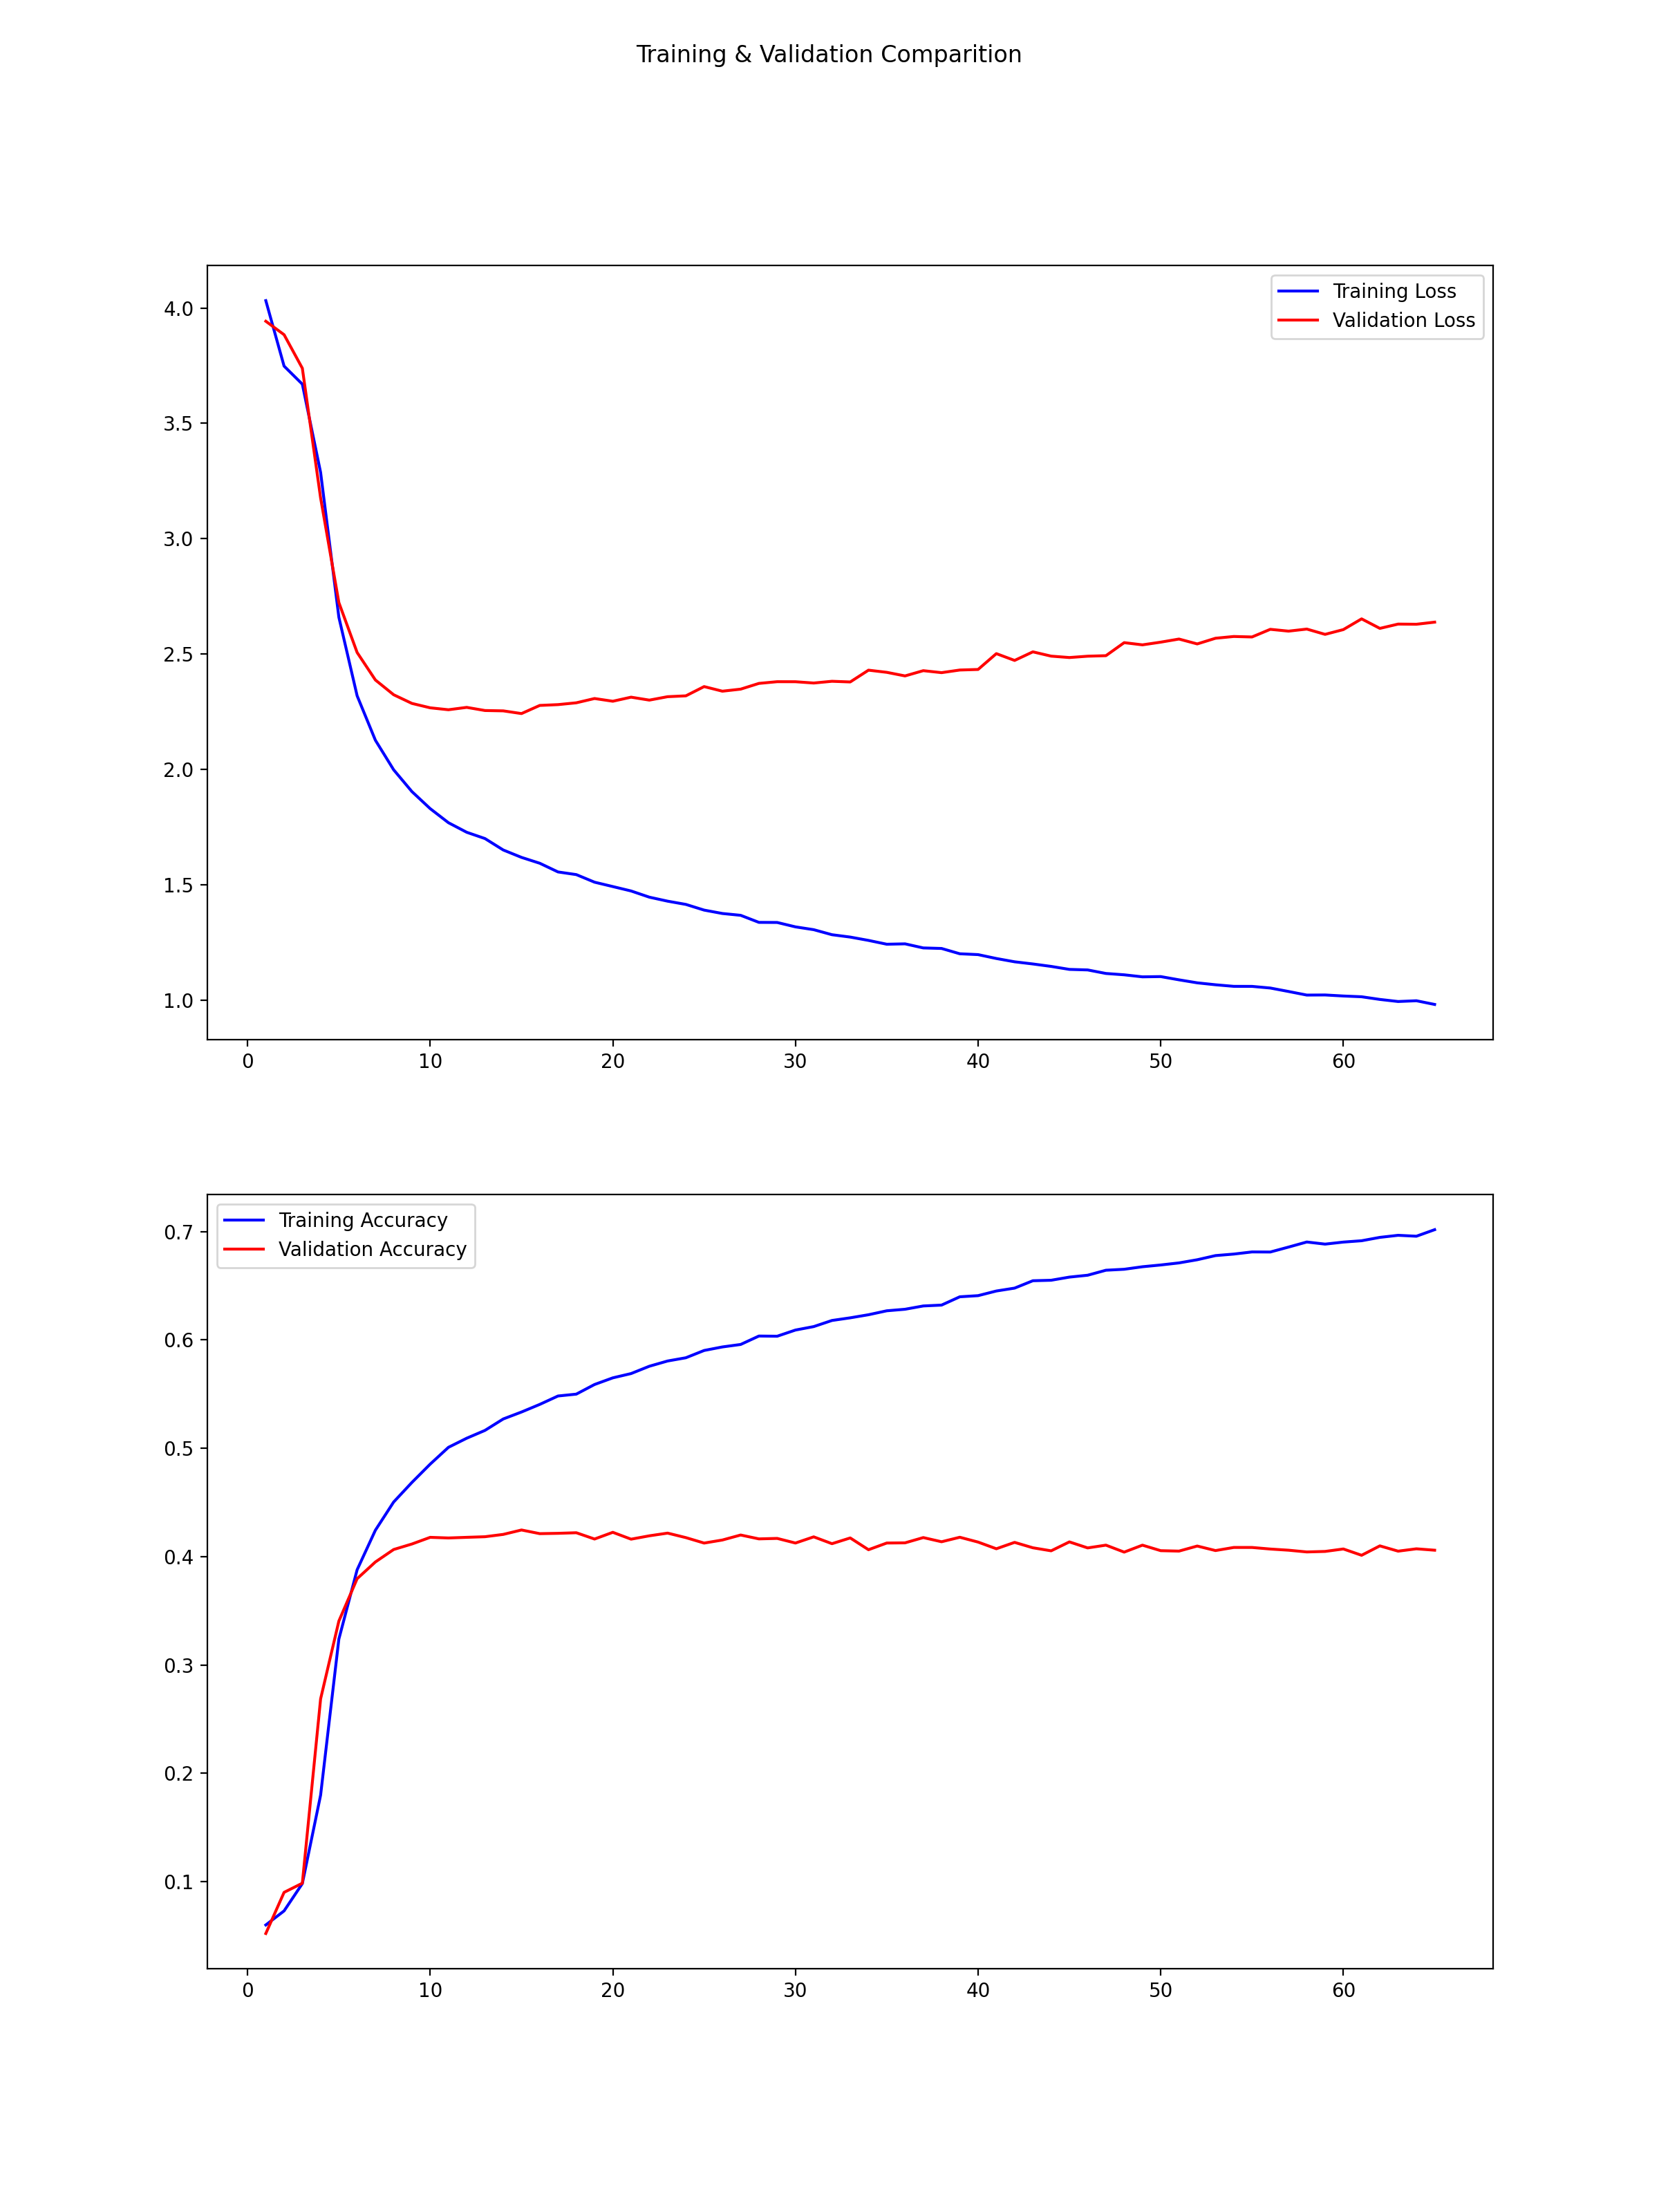 Training & Validation Comparition
4.0
3.5
3.0
2.5
2.0
1.5
1.0
Training Loss
Validation Loss
0 10 20 30 40 50 60
0.7
0.6
0.5
0.4
0.3
0.2
0.1
Training Accuracy
Validation Accuracy
0 10 20 30 40 50 60